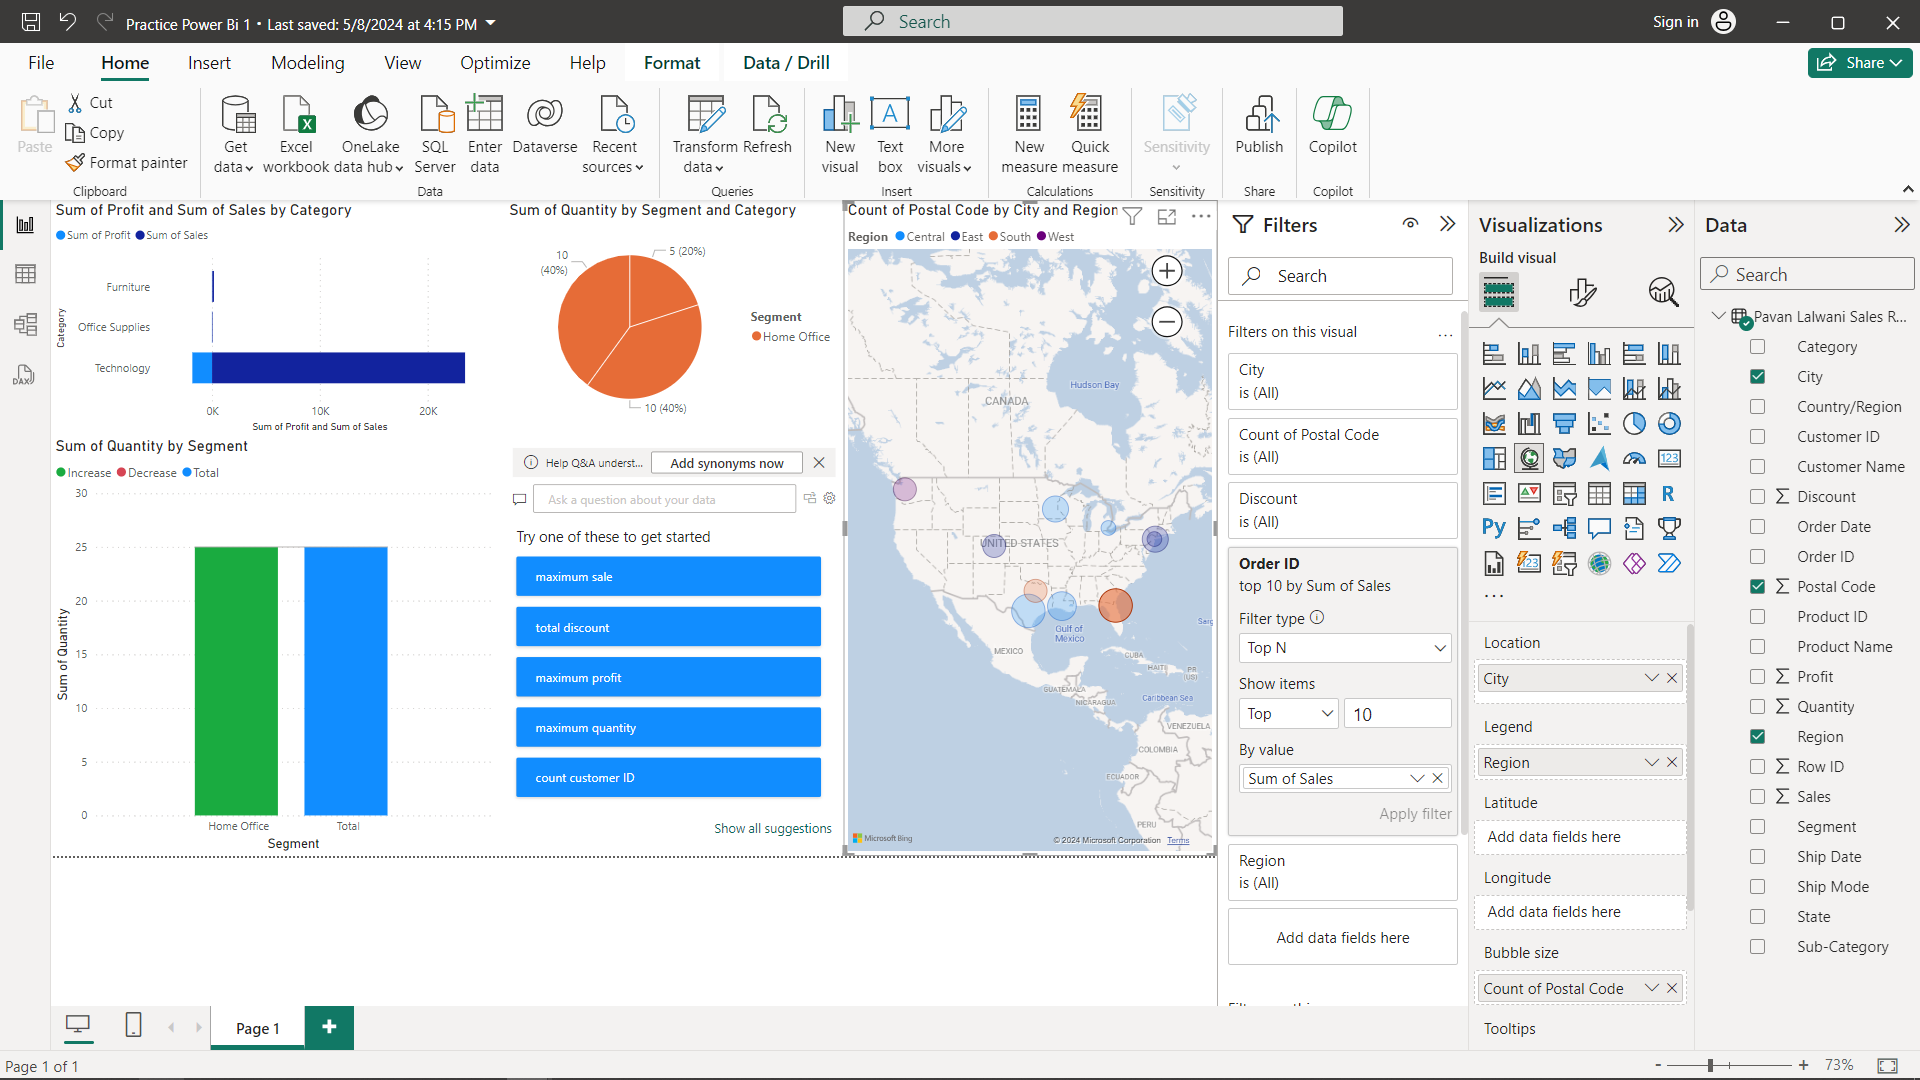 Practice Power Bi 1 • Last saved: 5/8/2024 at 4:15 PM
Search
Sign in
File Home Insert Modeling View Optimize Help Format Data / Drill
Share
Paste
Cut
Copy
Format painter
Clipboard
Get data
Excel workbook
OneLake data hub
SQL Server
Enter data
Dataverse
Recent sources
Data
Transform data
Refresh
Queries
New visual
Text box
More visuals
Insert
New measure
Quick measure
Calculations
Sensitivity
Sensitivity
Publish
Share
Copilot
Copilot
Sum of Profit and Sum of Sales by Category
Sum of Profit Sum of Sales
Category
Furniture
Office Supplies
Technology
0K 10K 20K
Sum of Profit and Sum of Sales
Sum of Quantity by Segment and Category
10 (40%)
5 (20%)
10 (40%)
Segment
Home Office
Sum of Quantity by Segment
Increase Decrease Total
Sum of Quantity
30
25
20
15
10
5
0
Home Office Total
Segment
Help Q&A underst...
Add synonyms now
Ask a question about your data
Try one of these to get started
maximum sale
total discount
maximum profit
maximum quantity
count customer ID
Show all suggestions
Count of Postal Code by City and Region
Region Central East South West
Hudson Bay
CANADA
UNITED STATES
Gulf of Mexico
MEXICO
CUBA
HAITI
PR (US)
Sarg
GUATEMALA
NICARAGUA
Caribbean Sea
VENEZUELA
COLOMBIA
ECUADOR
PERU
Microsoft Bing
© 2024 Microsoft Corporation Terms
Filters
Search
Filters on this visual
City
is (All)
Count of Postal Code
is (All)
Discount
is (All)
Order ID
top 10 by Sum of Sales
Filter type
Top N
Show items
Top 10
By value
Sum of Sales
Apply filter
Region
is (All)
Add data fields here
Visualizations
Build visual
123
R
Py
123
Location
City
Legend
Region
Latitude
Add data fields here
Longitude
Add data fields here
Bubble size
Count of Postal Code
Tooltips
Data
Search
Pavan Lalwani Sales R...
Category
City
Country/Region
Customer ID
Customer Name
Discount
Order Date
Order ID
Postal Code
Product ID
Product Name
Profit
Quantity
Region
Row ID
Sales
Segment
Ship Date
Ship Mode
State
Sub-Category
DAX
Page 1
Page 1 of 1
73%